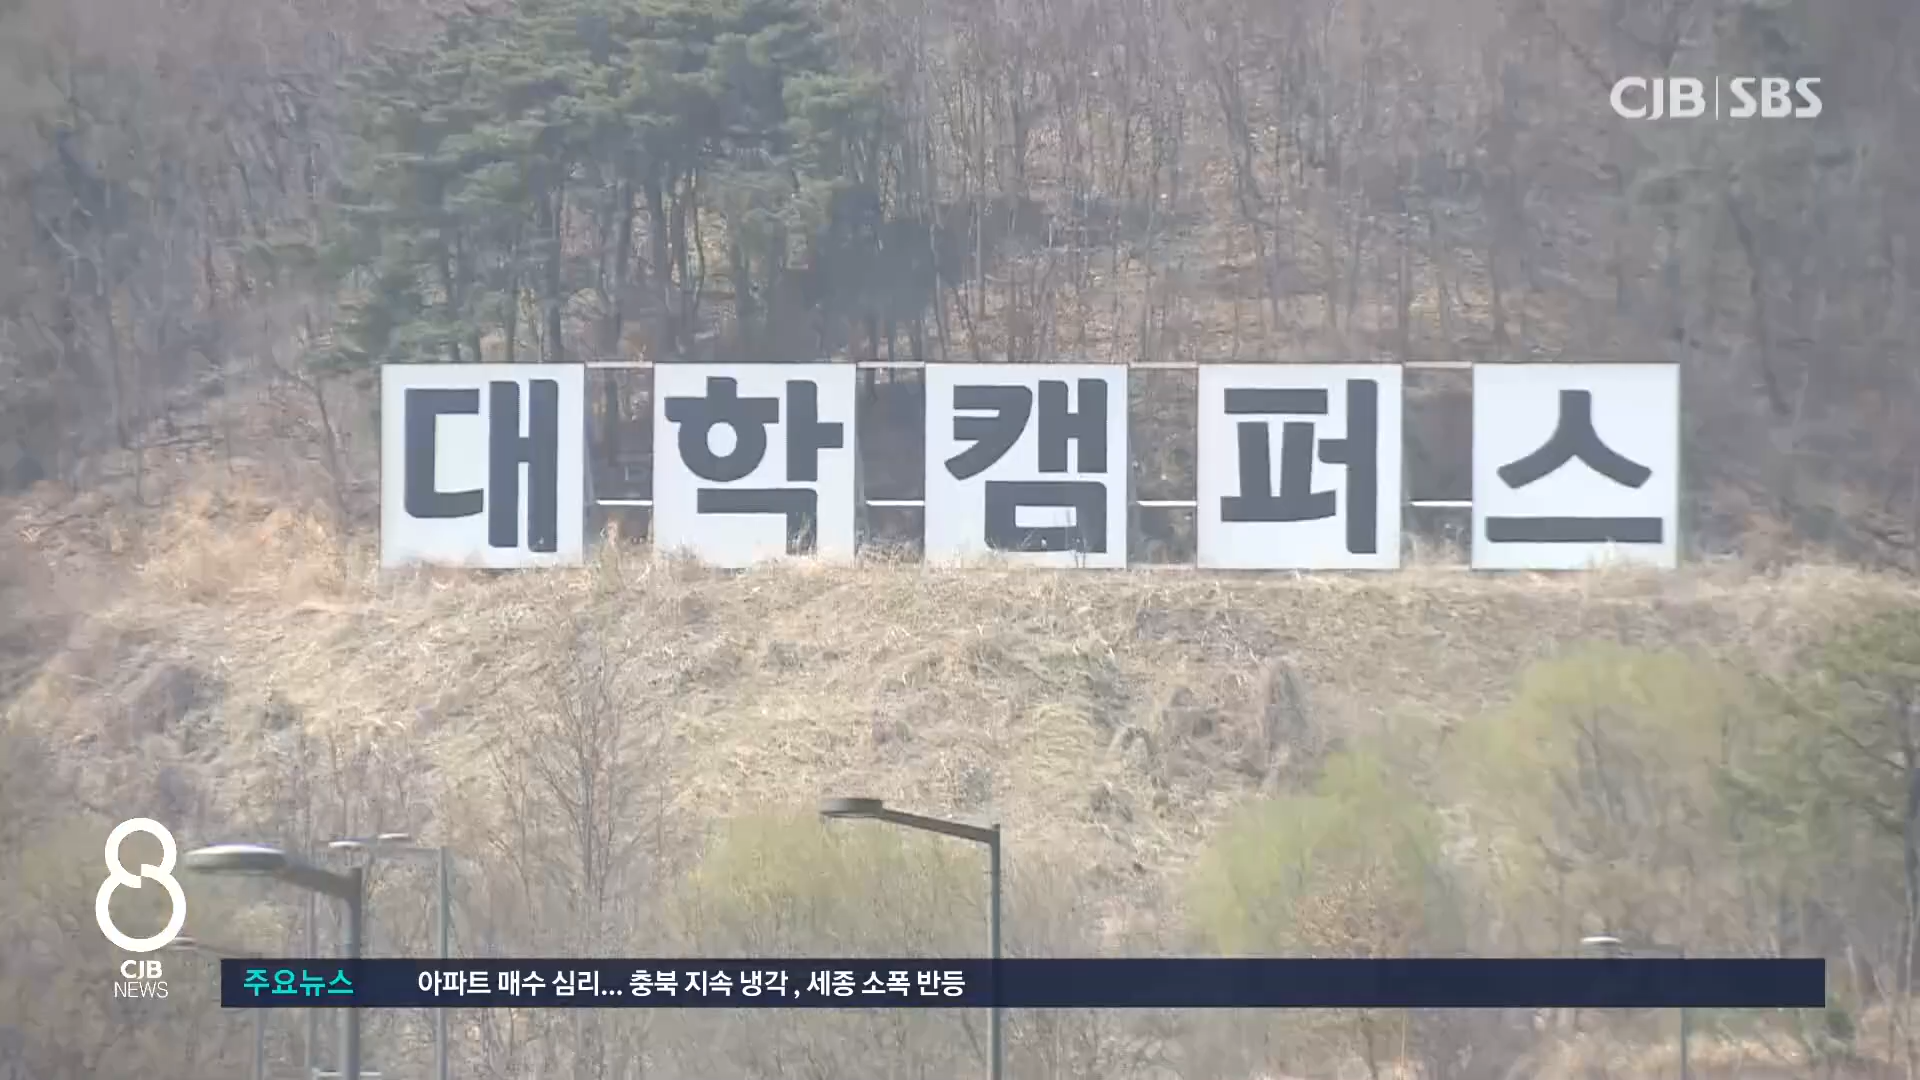 CJB|SBS
대학캠퍼스
8
CJB
NEWS
주요뉴스 아파트 매수 심리... 충북 지속 냉각, 세종 소폭 반등